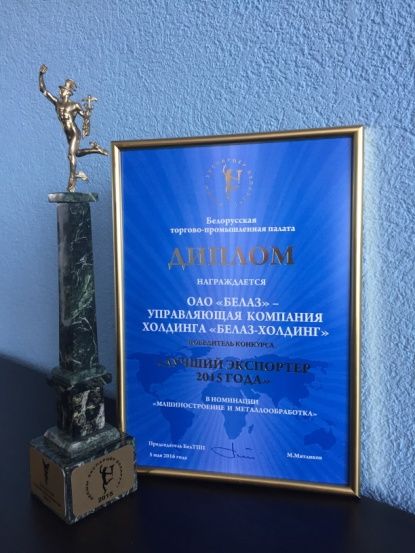 Белорусская
торгово-промышленная палата
ДИПЛОМ
НАГРАЖДАЕТСЯ
ОАО «БЕЛАЗ» –
УПРАВЛЯЮЩАЯ КОМПАНИЯ
ХОЛДИНГА «БЕЛАЗ-ХОЛДИНГ»
ПОБЕДИТЕЛЬ КОНКУРСА
«ЛУЧШИЙ ЭКСПОРТЕР
2015 ГОДА»
В НОМИНАЦИИ
«МАШИНОСТРОЕНИЕ И МЕТАЛЛООБРАБОТКА»
Председатель БелТПП
5 мая 2016 года
М.Мятликов
2015